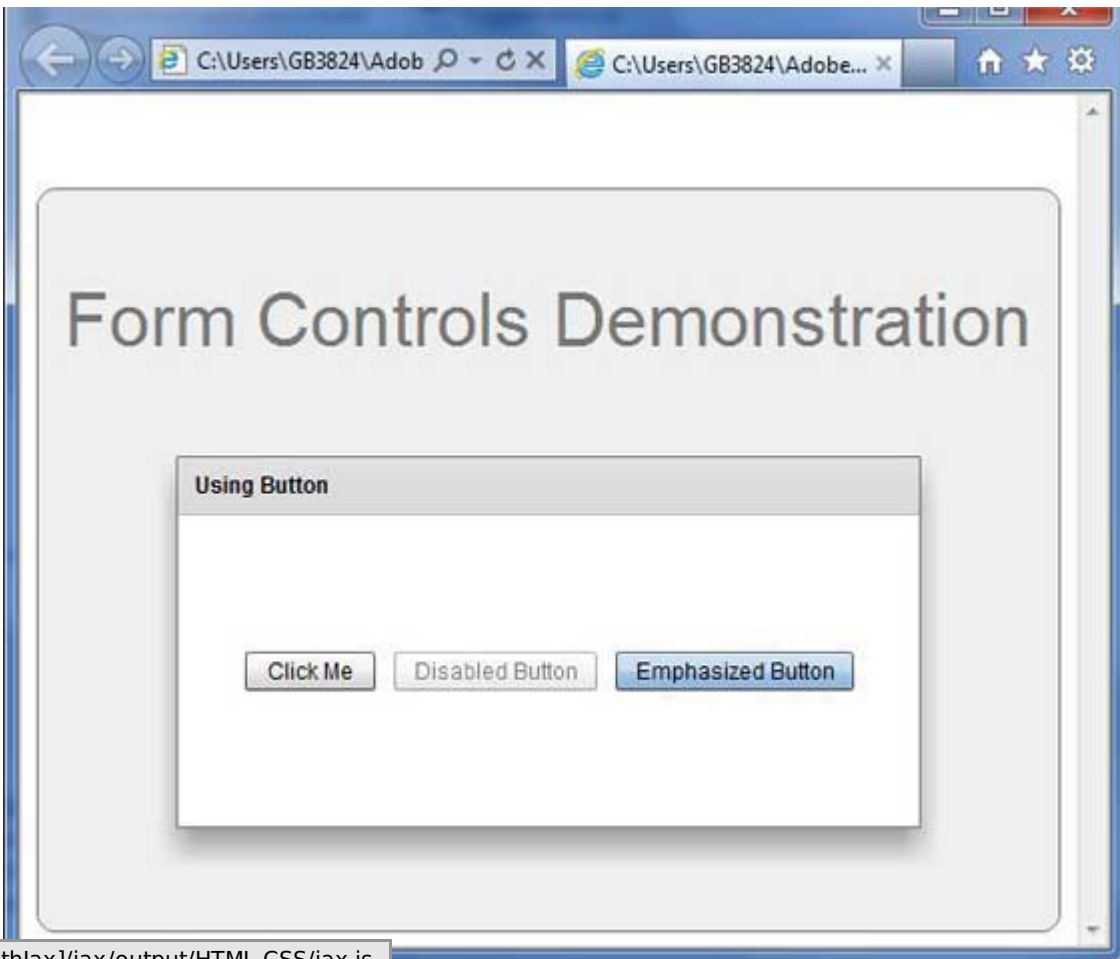 C:\Users\GB3824\Adob
C:\Users\GB3824\Adobe...
Form Controls Demonstration
Using Button
Click Me
Disabled Button
Emphasized Button
thJax]/jax/output/HTML-CSS/jax.js